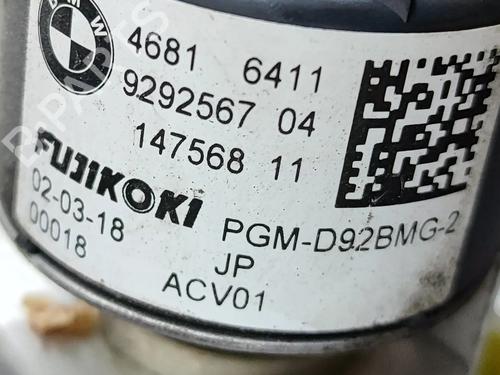 BMW
4681 6411
9292567 04
147568 11
FUJIKOKI
02-03-18
00018
PGM-D92BMG-2
JP
ACV01